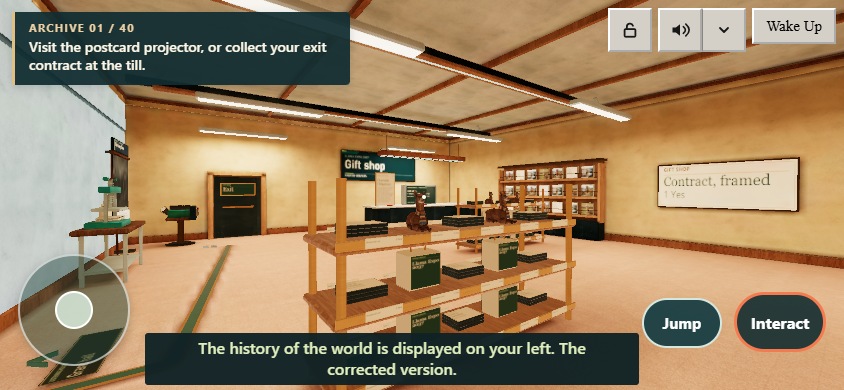 ARCHIVE 01 / 40
Visit the postcard projector, or collect your exit
contract at the till.
Wake Up
Exit
Gift shop
GIFT SHOP
Contract, framed
1 Yes
Jump
Interact
The history of the world is displayed on your left. The
corrected version.